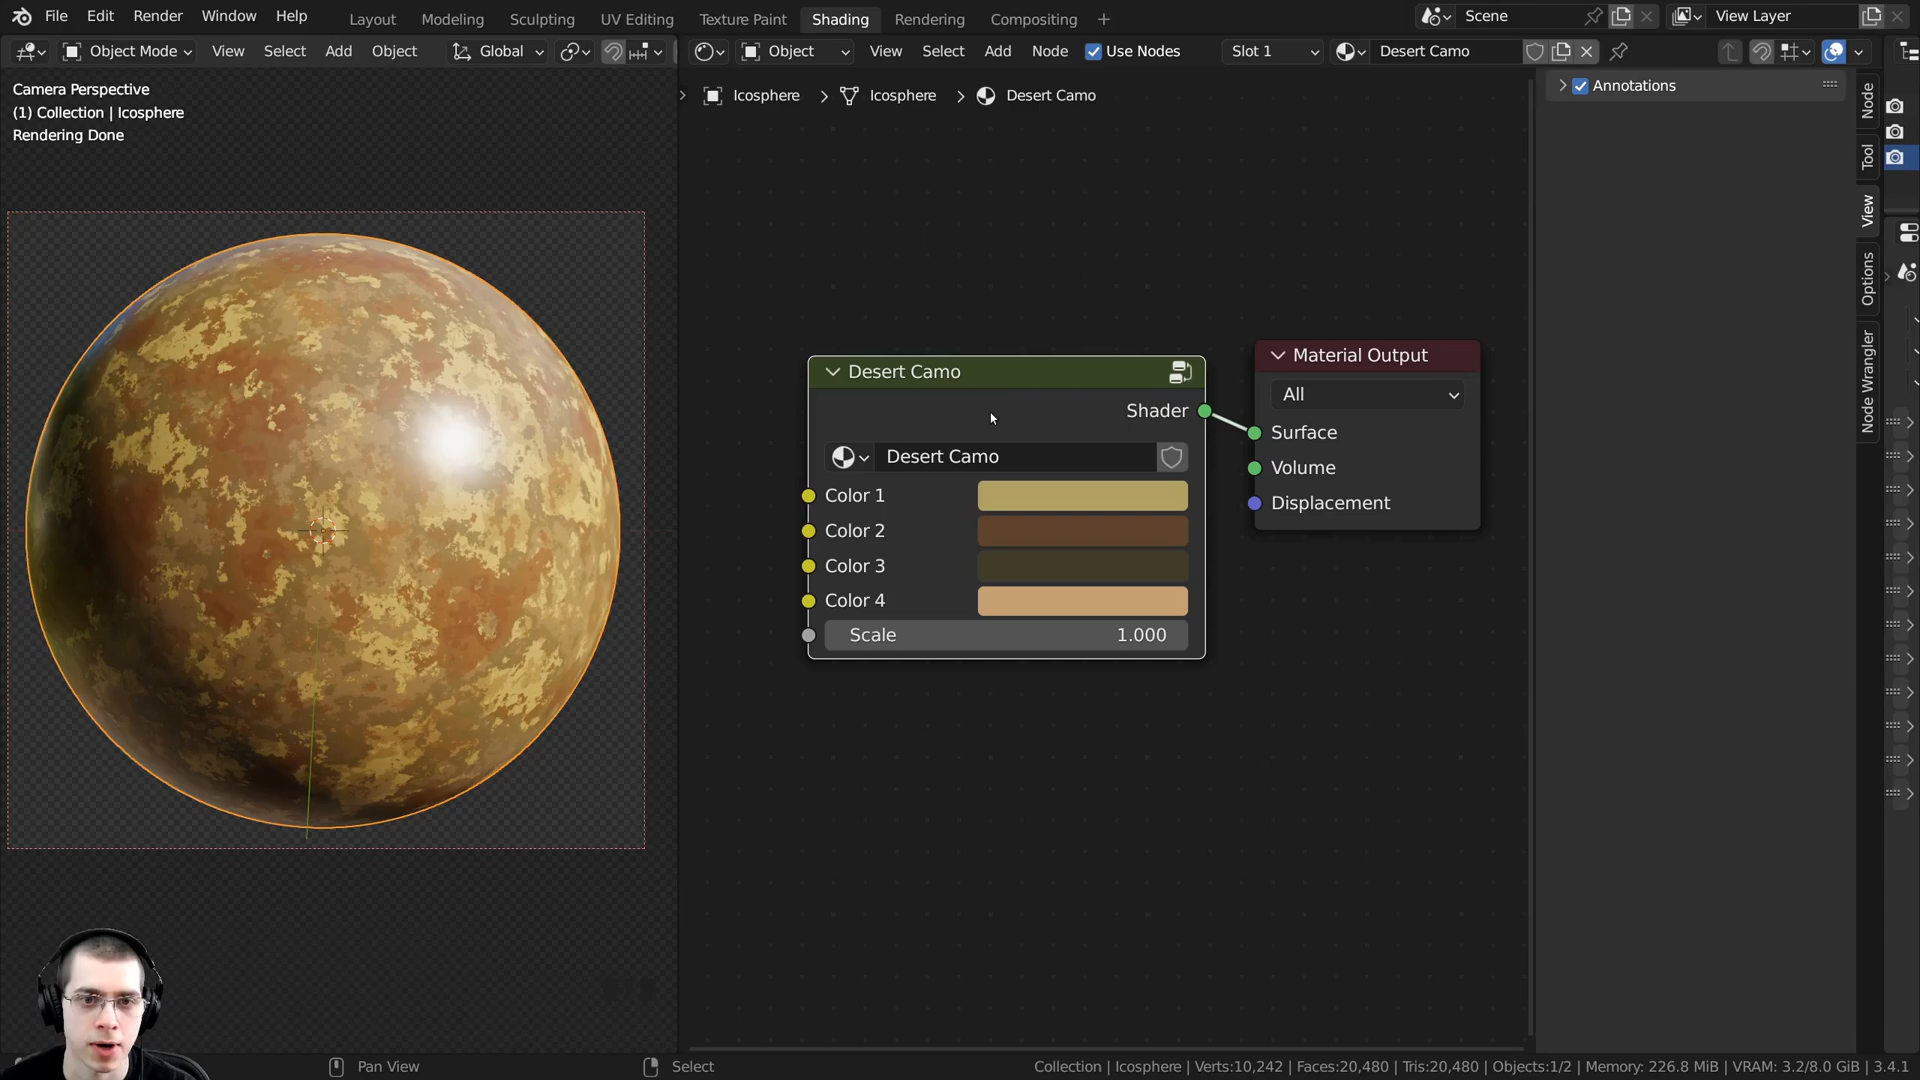 File Edit Render Window Help Layout Modeling Sculpting UV Editing Texture Paint Shading Rendering Compositing + Scene View Layer
Object Mode View Select Add Object Global Object View Select Add Node Use Nodes Slot 1 Desert Camo
Camera Perspective
(1) Collection | Icosphere
Rendering Done
Icosphere Icosphere Desert Camo
Annotations
Node
Tool
View
Options
Node Wrangler
Desert Camo
Shader
Desert Camo
Color 1
Color 2
Color 3
Color 4
Scale 1.000
Material Output
All
Surface
Volume
Displacement
Pan View Select Collection | Icosphere | Verts:10,242 | Faces:20,480 | Tris:20,480 | Objects:1/2 | Memory: 226.8 MiB | VRAM: 3.2/8.0 GiB | 3.4.1